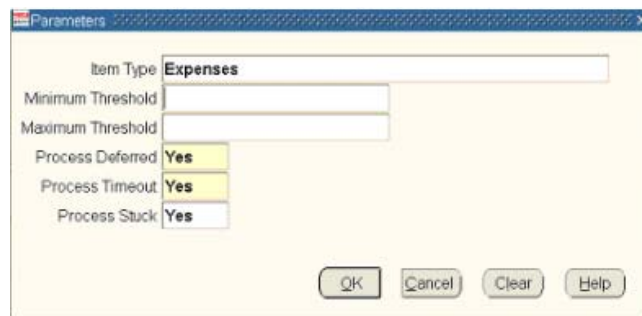 Parameters
Item Type Expenses
Minimum Threshold
Maximum Threshold
Process Deferred Yes
Process Timeout Yes
Process Stuck Yes
OK Cancel Clear Help